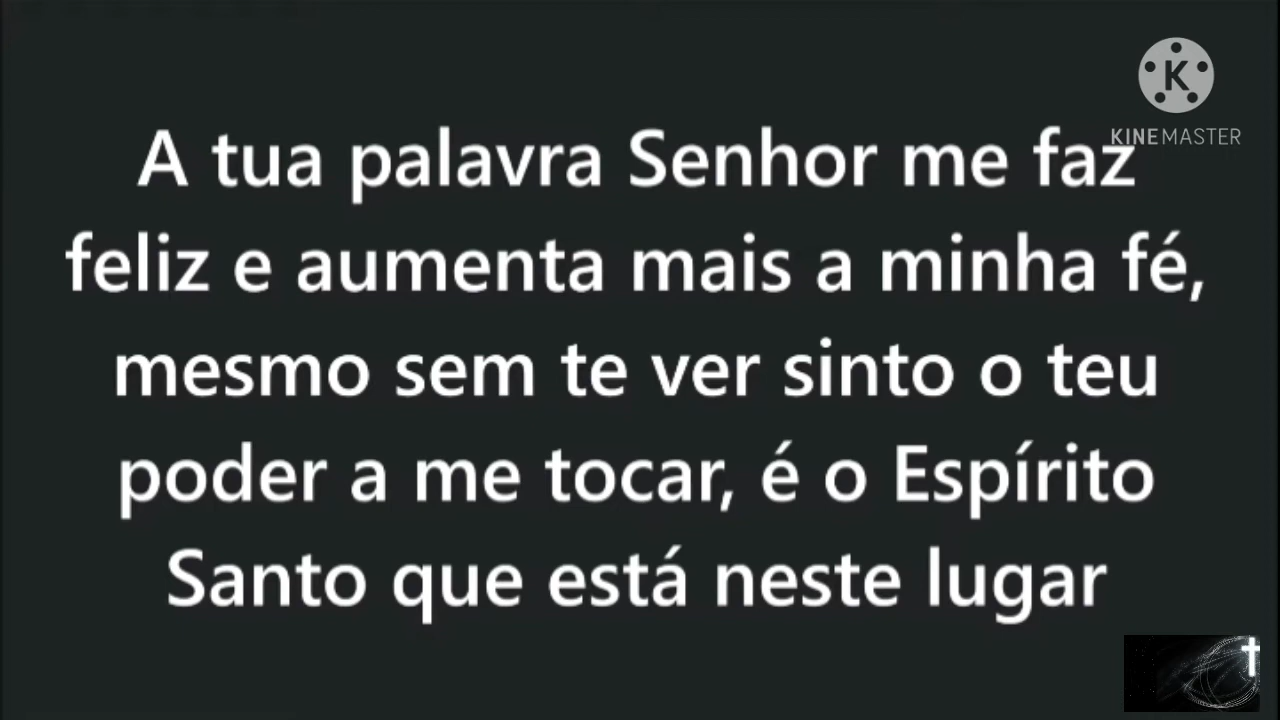 K
KINEMASTER
A tua palavra Senhor me faz
feliz e aumenta mais a minha fé,
mesmo sem te ver sinto o teu
poder a me tocar, é o Espírito
Santo que está neste lugar